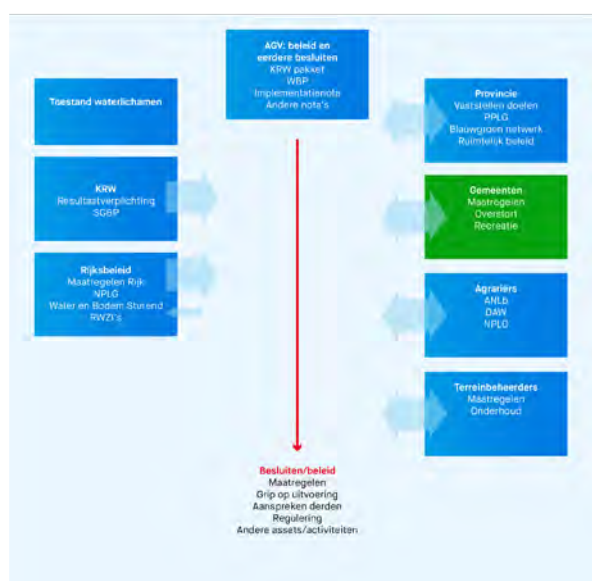 AGV: beleid en
eerdere besluiten
KRW pakket
WBP
Implementatienote
Andere nota's
Toestand waterlichamen
KRW
Resultaatverplichting
SGBP
Rijksbeleid
Maatregelen Rijk
NPLG
Water en Bodem Sturend
RWZI's
Provincie
Vaststellen doelen
PPLG
Blauwgroen netwerk
Ruimtelijk beleid
Gemeenten
Maatregelen
Overstort
Recreatie
Agrariërs
ANLb
DAW
NPLG
Terreinbeheerders
Maatregelen
Onderhoud
Besluiten/beleid
Maatregelen
Grip op uitvoering
Aanspreken derden
Regulering
Andere assets/activiteiten